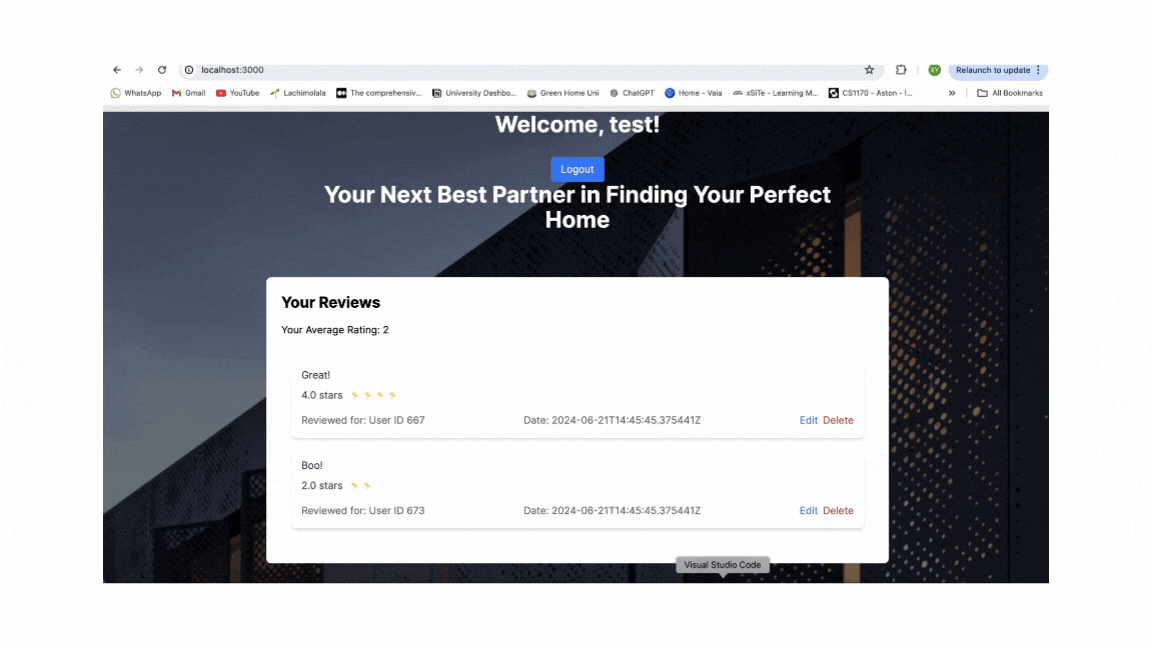 localhost:3000
XY
Relaunch to update
WhatsApp
Gmail
YouTube
Lachimolala
The comprehensiv...
University Dashbo...
Green Home Uni
ChatGPT
Home - Vaia
xSiTe - Learning M...
CS1170 - Aston - I...
»
All Bookmarks
Welcome, test!
Logout
Your Next Best Partner in Finding Your Perfect
Home
Your Reviews
Your Average Rating: 2
Great!
4.0 stars
Reviewed for: User ID 667
Date: 2024-06-21T14:45:45.375441Z
Edit Delete
Boo!
2.0 stars
Reviewed for: User ID 673
Date: 2024-06-21T14:45:45.375441Z
Edit Delete
Visual Studio Code